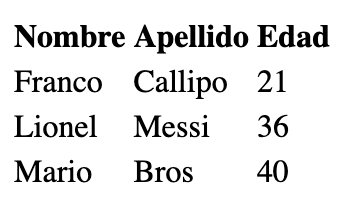 Nombre Apellido Edad
Franco Callipo 21
Lionel Messi 36
Mario Bros 40